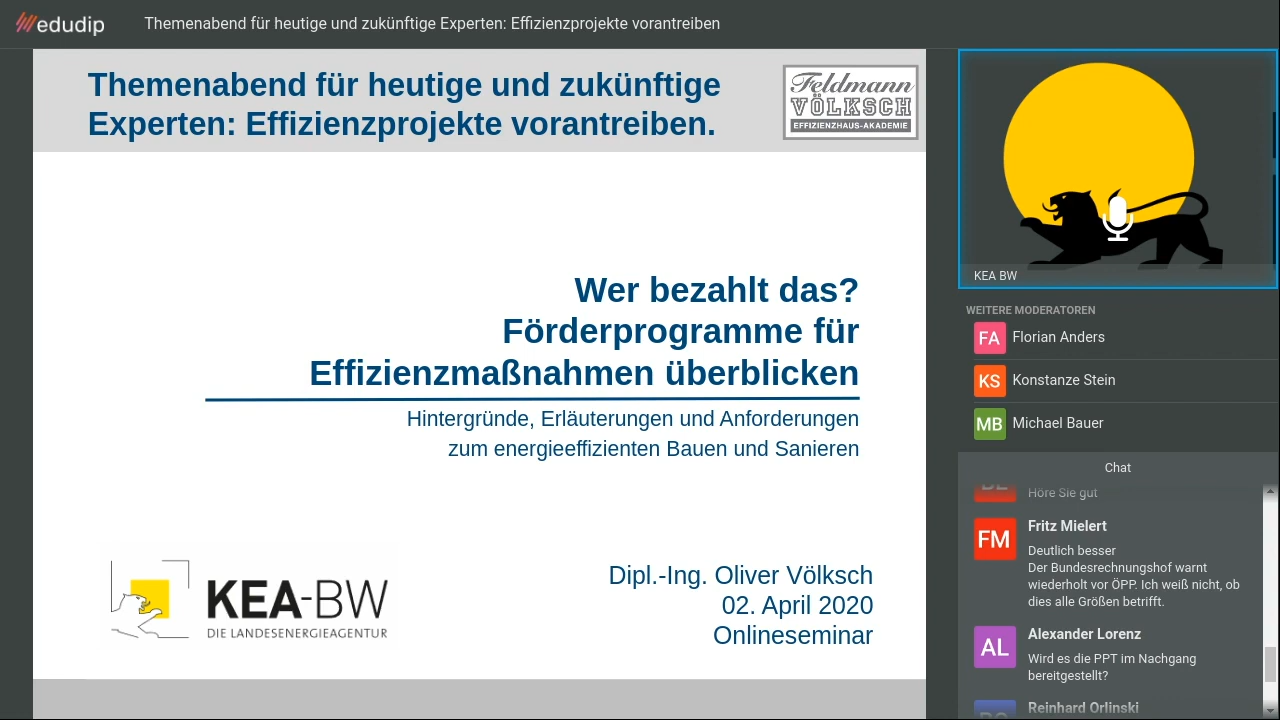 edudip
Themenabend für heutige und zukünftige Experten: Effizienzprojekte vorantreiben
Themenabend für heutige und zukünftige
Experten: Effizienzprojekte vorantreiben.
Feldmann
VÖLKSCH
EFFIZIENZHAUS-AKADEMIE
Wer bezahlt das?
Förderprogramme für
Effizienzmaßnahmen überblicken
Hintergründe, Erläuterungen und Anforderungen
zum energieeffizienten Bauen und Sanieren
KEA-BW
DIE LANDESENERGIEAGENTUR
Dipl.-Ing. Oliver Völksch
02. April 2020
Onlineseminar
KEA BW
WEITERE MODERATOREN
FA Florian Anders
KS Konstanze Stein
MB Michael Bauer
Chat
Höre Sie gut
FM Fritz Mielert
Deutlich besser
Der Bundesrechnungshof warnt
wiederholt vor ÖPP. Ich weiß nicht, ob
dies alle Größen betrifft.
AL Alexander Lorenz
Wird es die PPT im Nachgang
bereitgestellt?
Reinhard Orlinski